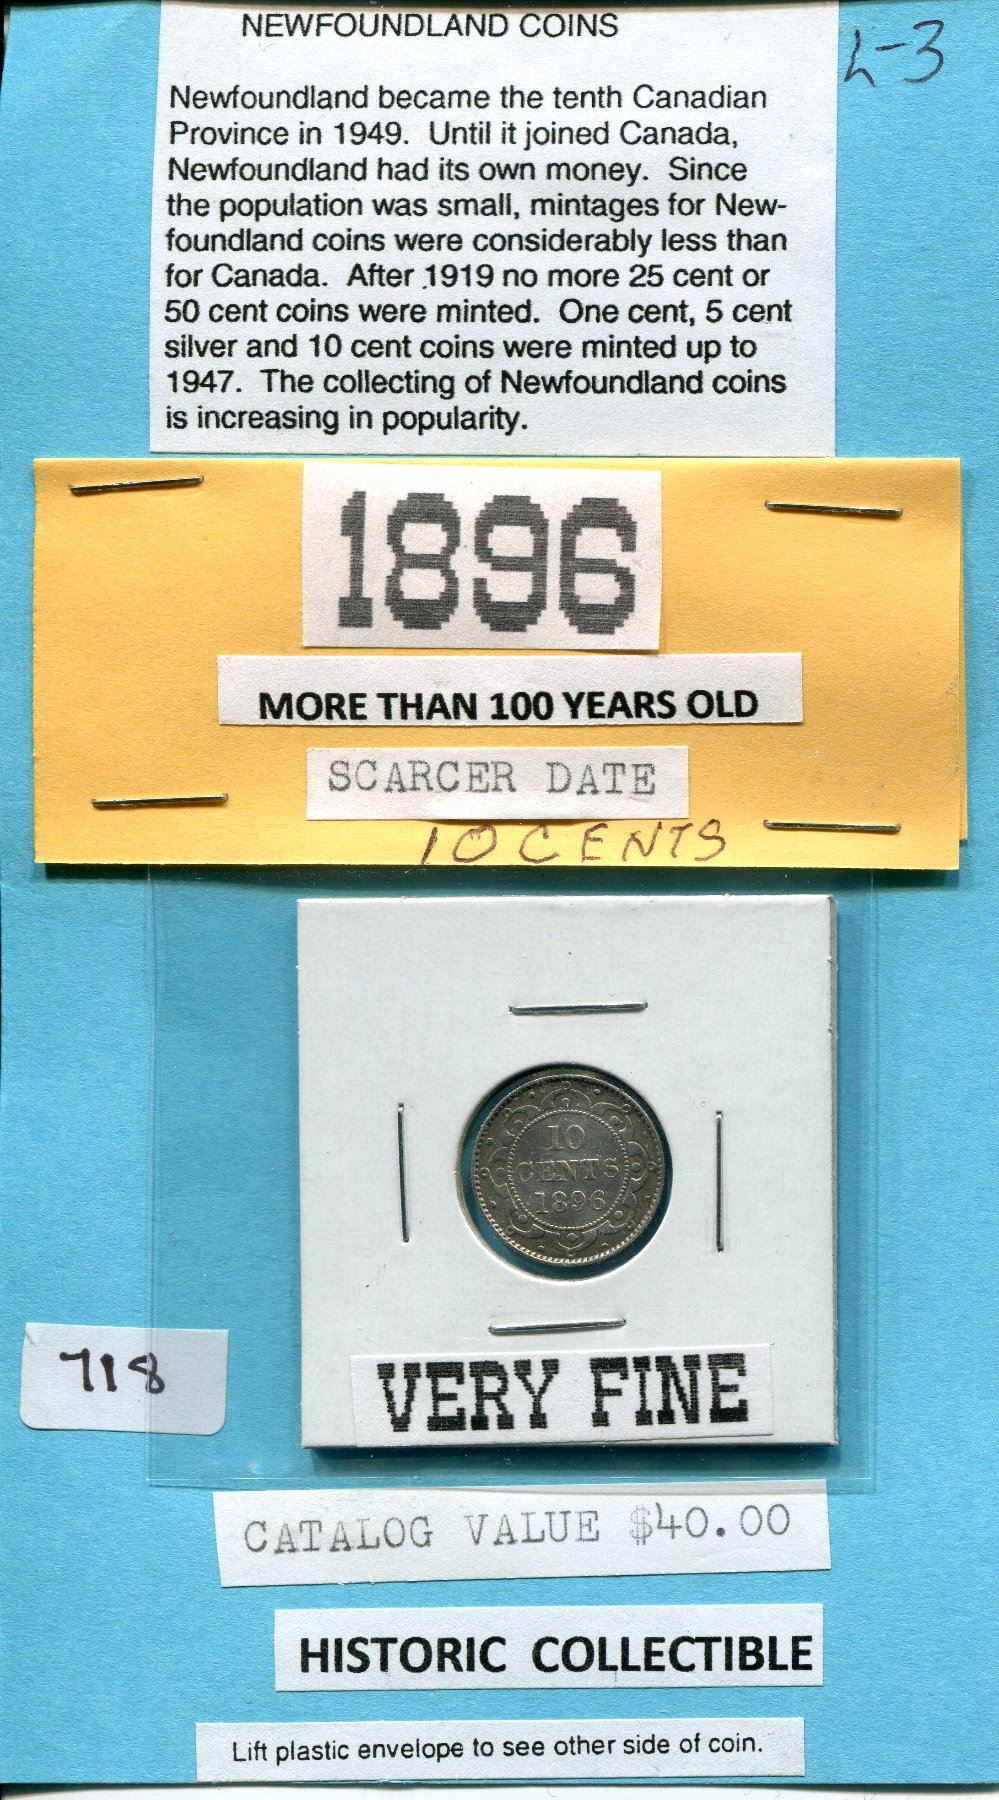 NEWFOUNDLAND COINS
L-3
Newfoundland became the tenth Canadian
Province in 1949. Until it joined Canada,
Newfoundland had its own money. Since
the population was small, mintages for New-
foundland coins were considerably less than
for Canada. After 1919 no more 25 cent or
50 cent coins were minted. One cent, 5 cent
silver and 10 cent coins were minted up to
1947. The collecting of Newfoundland coins
is increasing in popularity.
1896
MORE THAN 100 YEARS OLD
SCARCER DATE
10 CENTS
10
CENTS
1896
718
VERY FINE
CATALOG VALUE $40.00
HISTORIC COLLECTIBLE
Lift plastic envelope to see other side of coin.